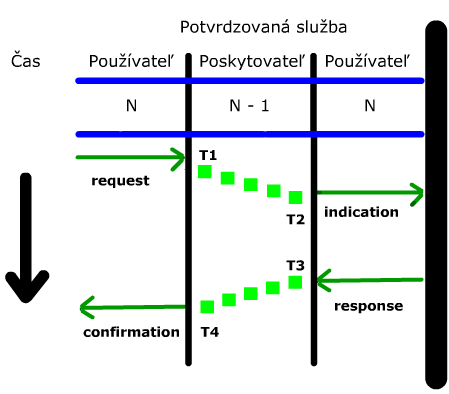 Potvrdzovaná služba
Čas Používateľ Poskytovateľ Používateľ
N N - 1 N
T1
request
indication
T2
T3
response
confirmation T4